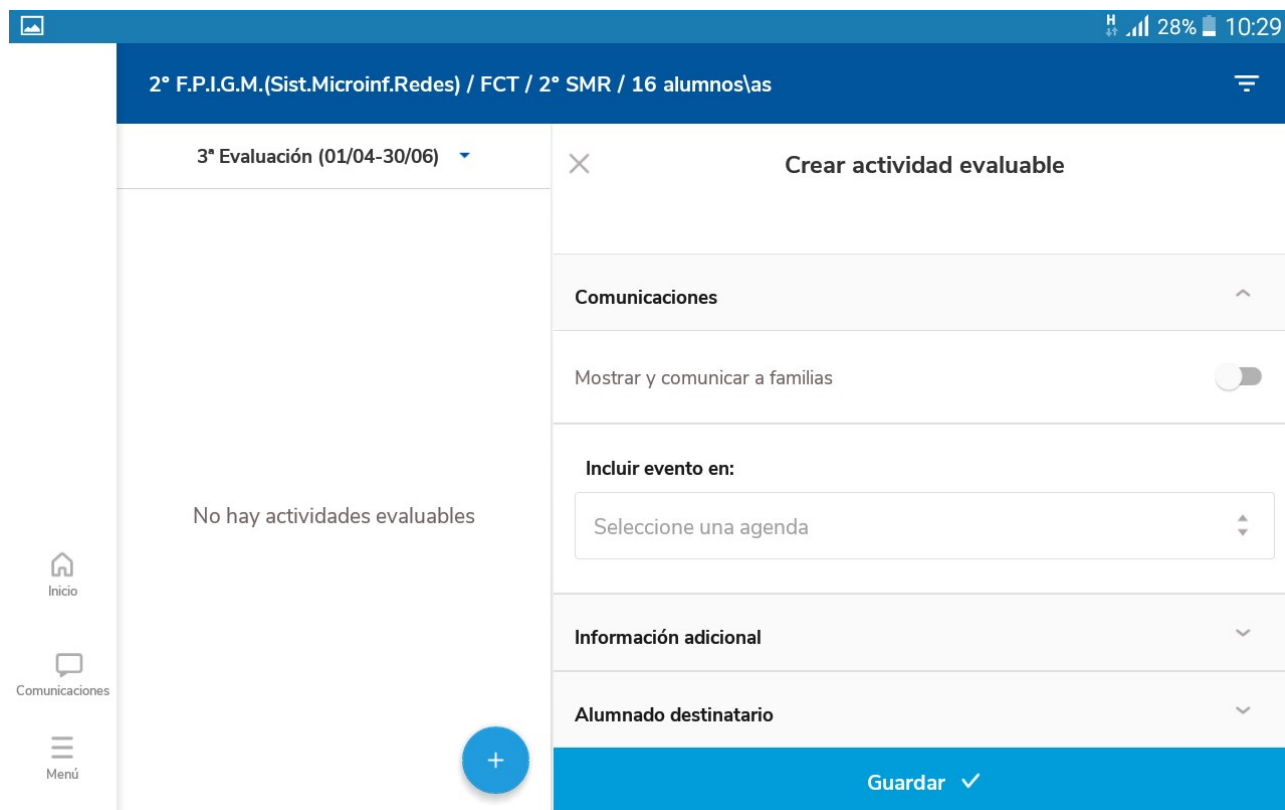 H 28% 10:29
2º F.P.I.G.M.(Sist.Microinf.Redes) / FCT / 2º SMR / 16 alumnos\as
3ª Evaluación (01/04-30/06)
Crear actividad evaluable
Comunicaciones
Mostrar y comunicar a familias
Incluir evento en:
Seleccione una agenda
No hay actividades evaluables
Inicio
Información adicional
Comunicaciones
Alumnado destinatario
Menú
+
Guardar ✓